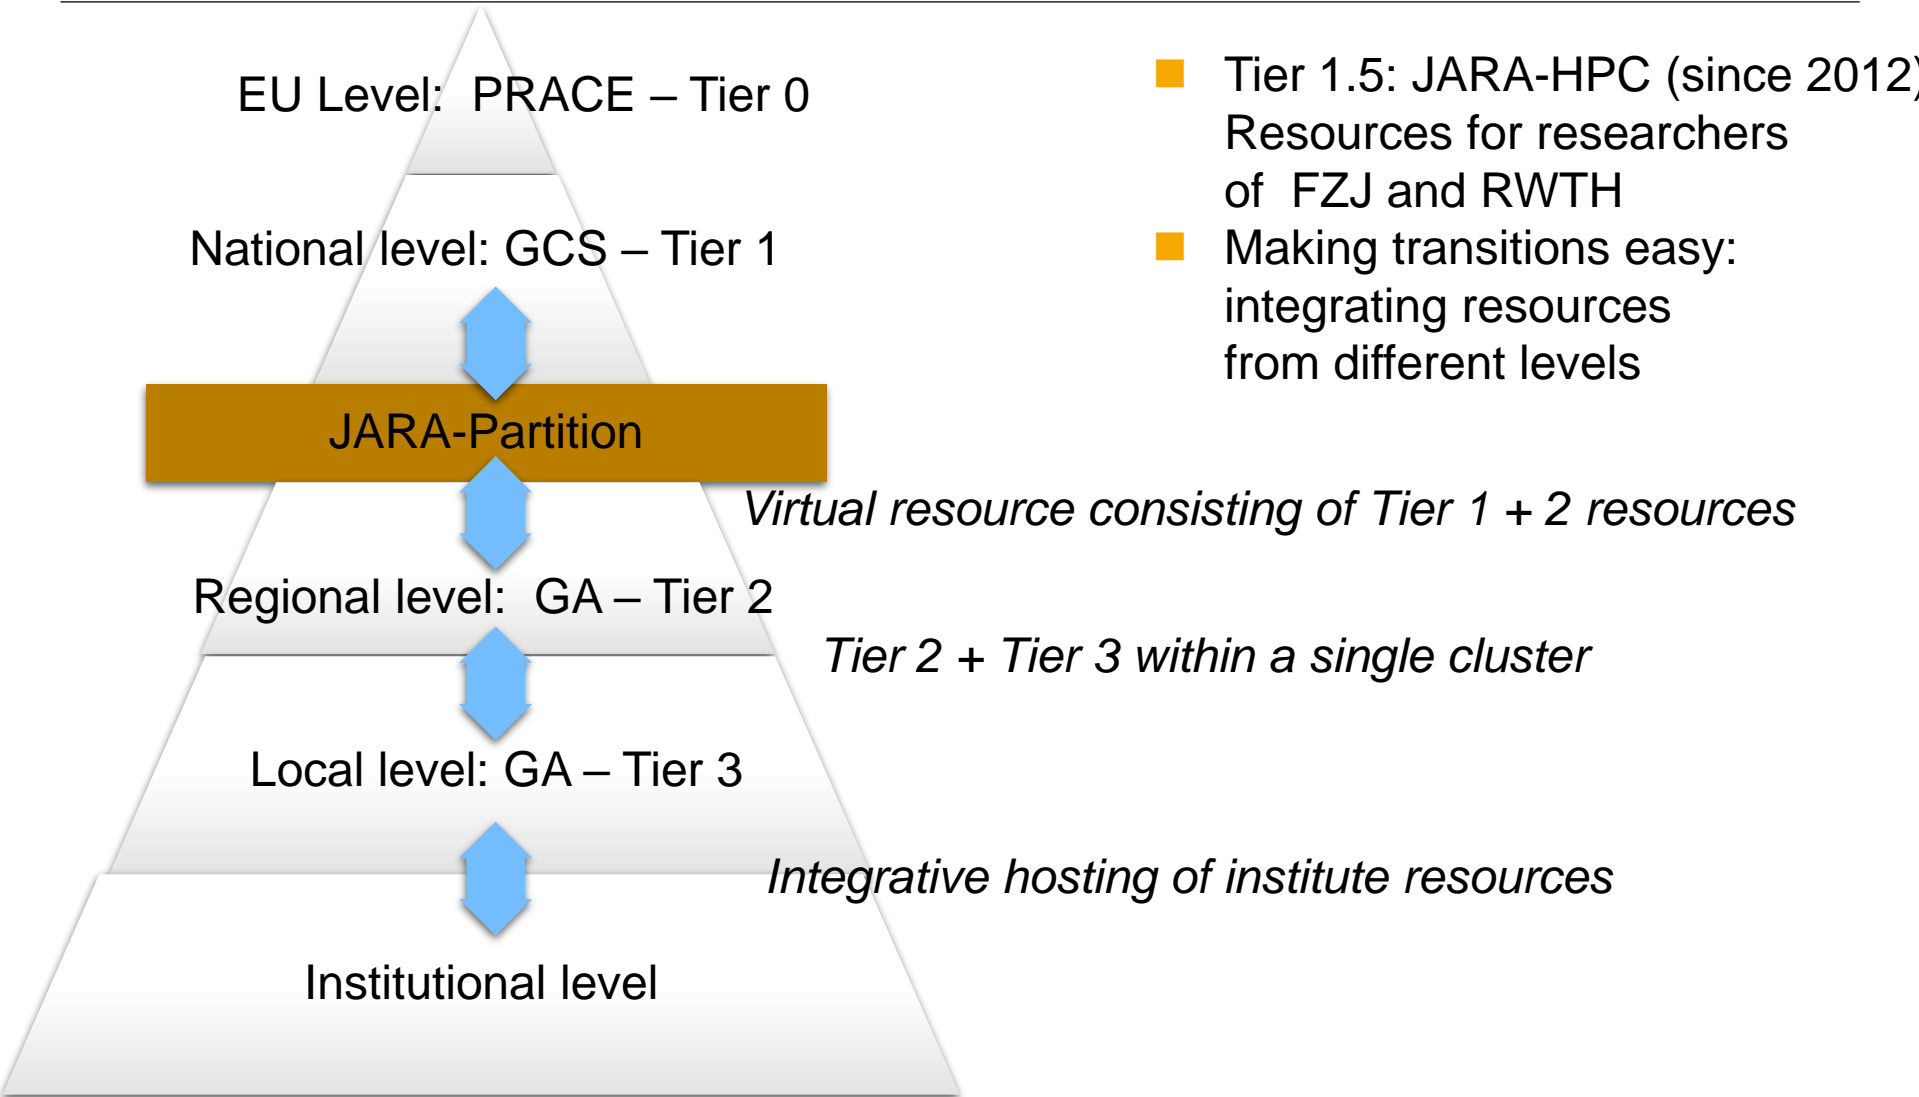 EU Level: PRACE – Tier 0
National level: GCS – Tier 1
JARA-Partition
Regional level: GA – Tier 2
Local level: GA – Tier 3
Institutional level
Tier 1.5: JARA-HPC (since 2012)
Resources for researchers
of FZJ and RWTH
Making transitions easy:
integrating resources
from different levels
Virtual resource consisting of Tier 1 + 2 resources
Tier 2 + Tier 3 within a single cluster
Integrative hosting of institute resources